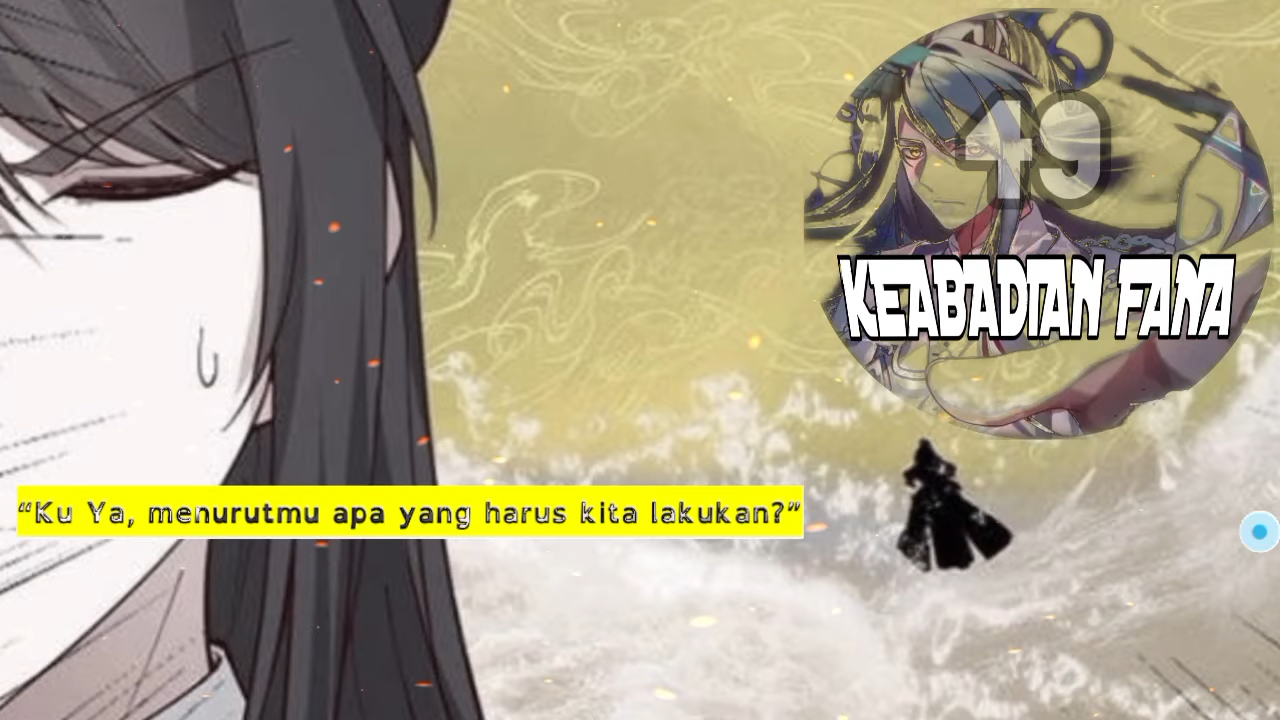 49
KEABADIAN FANA
“Ku Ya, menurutmu apa yang harus kita lakukan?”